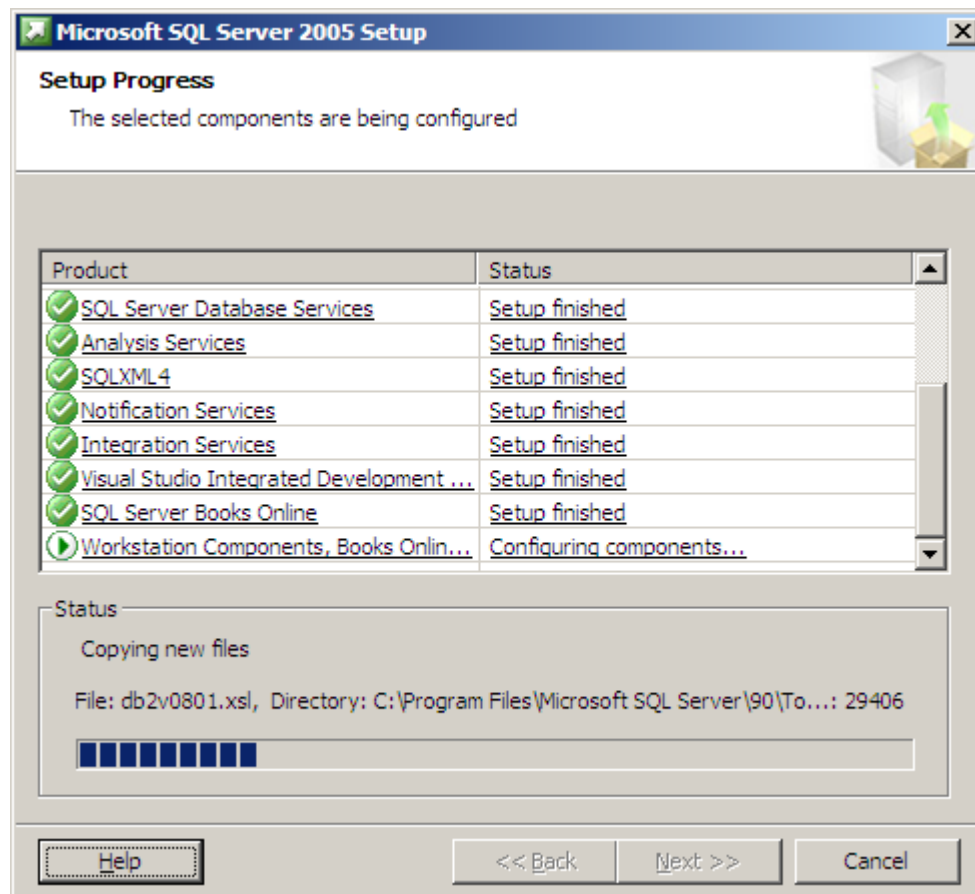 Microsoft SQL Server 2005 Setup
Setup Progress
The selected components are being configured
Product Status
SQL Server Database Services Setup finished
Analysis Services Setup finished
SQLXML4 Setup finished
Notification Services Setup finished
Integration Services Setup finished
Visual Studio Integrated Development ... Setup finished
SQL Server Books Online Setup finished
Workstation Components, Books Onlin... Configuring components...
Status
Copying new files
File: db2v0801.xsl, Directory: C:\Program Files\Microsoft SQL Server\90\To...: 29406
Help << Back Next >> Cancel